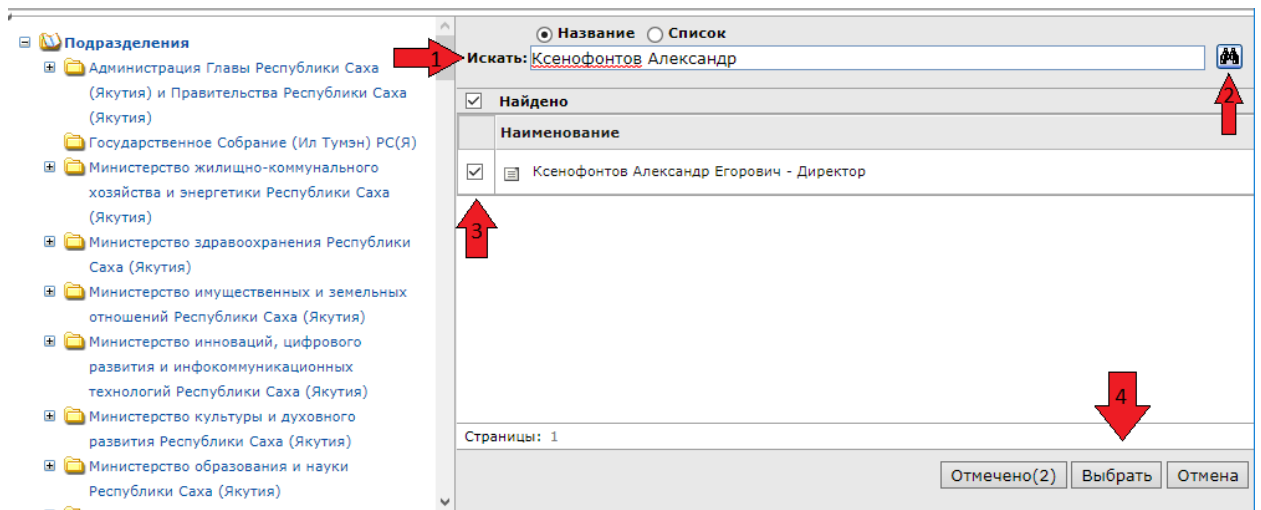 Подразделения
Администрация Главы Республики Саха
(Якутия) и Правительства Республики Саха
(Якутия)
Государственное Собрание (Ил Тумэн) РС(Я)
Министерство жилищно-коммунального
хозяйства и энергетики Республики Саха
(Якутия)
Министерство здравоохранения Республики
Саха (Якутия)
Министерство имущественных и земельных
отношений Республики Саха (Якутия)
Министерство инноваций, цифрового
развития и инфокоммуникационных
технологий Республики Саха (Якутия)
Министерство культуры и духовного
развития Республики Саха (Якутия)
Министерство образования и науки
Республики Саха (Якутия)
Название Список
1 Искать: Ксенофонтов Александр
2
Найдено
Наименование
Ксенофонтов Александр Егорович - Директор
3
4
Страницы: 1
Отмечено(2) Выбрать Отмена